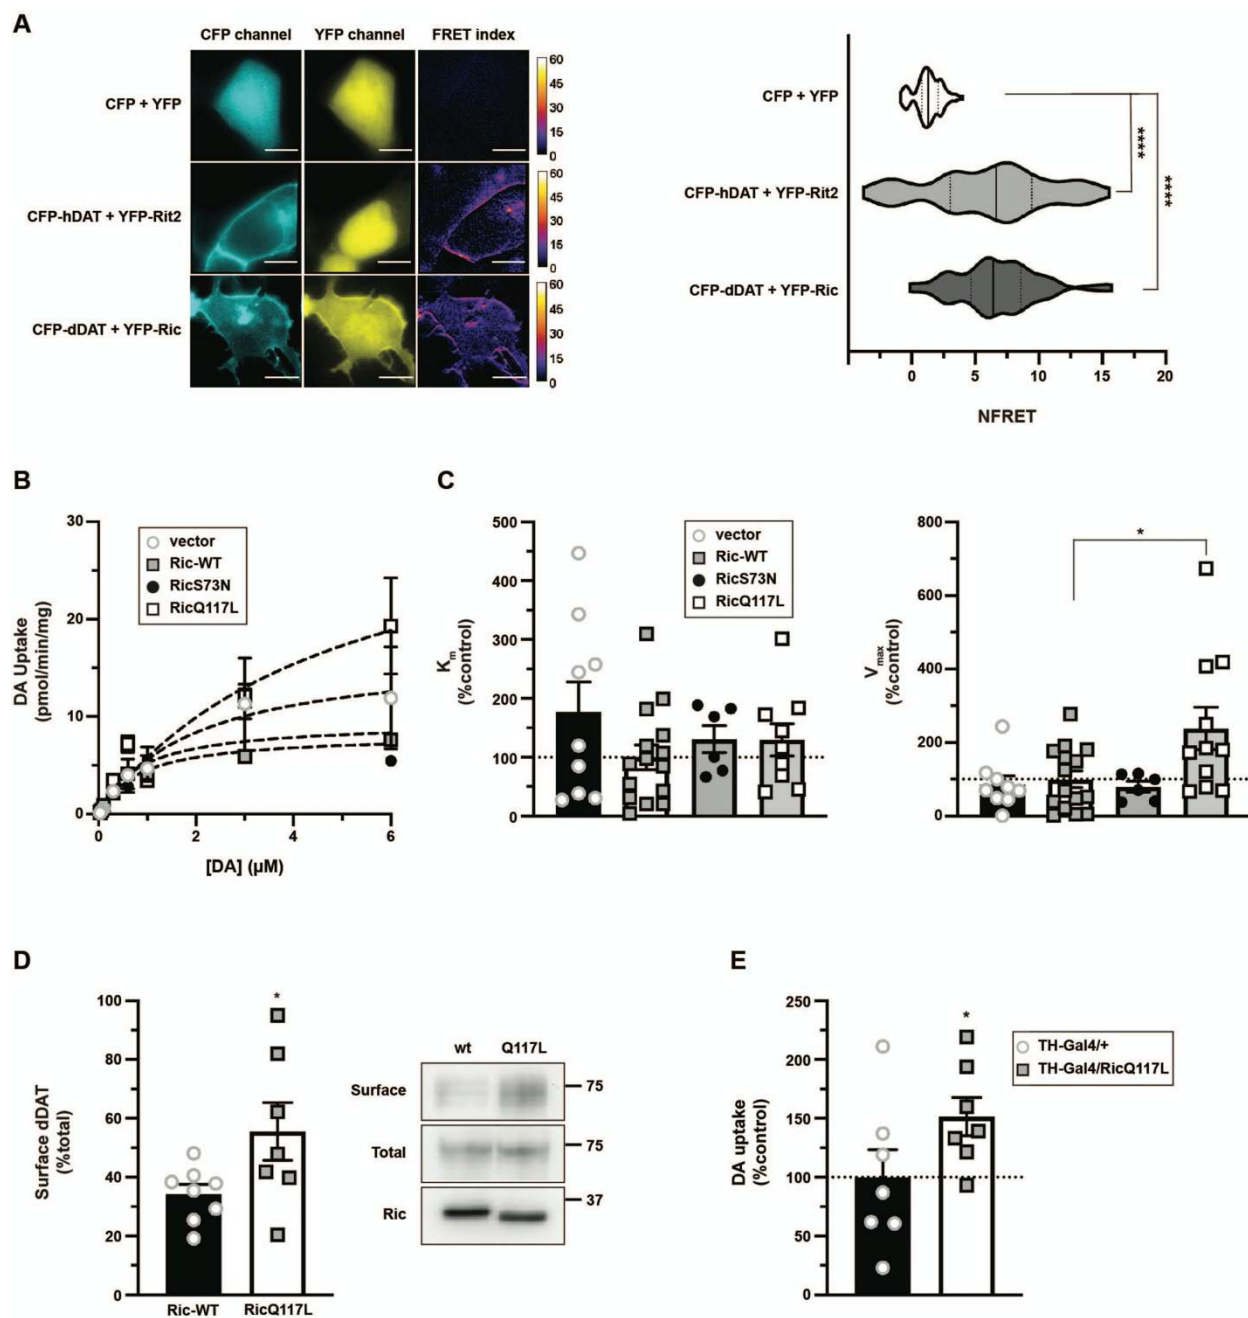 A
CFP channel YFP channel FRET index
CFP + YFP
60
45
30
15
0
CFP-hDAT + YFP-Rit2
60
45
30
15
0
CFP-dDAT + YFP-Ric
60
45
30
15
0
CFP + YFP
CFP-hDAT + YFP-Rit2
CFP-dDAT + YFP-Ric
****
****
0 5 10 15 20
NFRET
B
30
20
10
0
DA Uptake
(pmol/min/mg)
vector
Ric-WT
RicS73N
RicQ117L
0 2 4 6
[DA] (µM)
C
500
400
300
200
100
0
Km
(%control)
vector
Ric-WT
RicS73N
RicQ117L
800
600
400
200
0
Vmax
(%control)
*
D
100
80
60
40
20
0
Surface dDAT
(%total)
*
Ric-WT RicQ117L
wt Q117L
Surface 75
Total 75
Ric 37
E
250
200
150
100
50
0
DA uptake
(%control)
*
TH-Gal4/+
TH-Gal4/RicQ117L